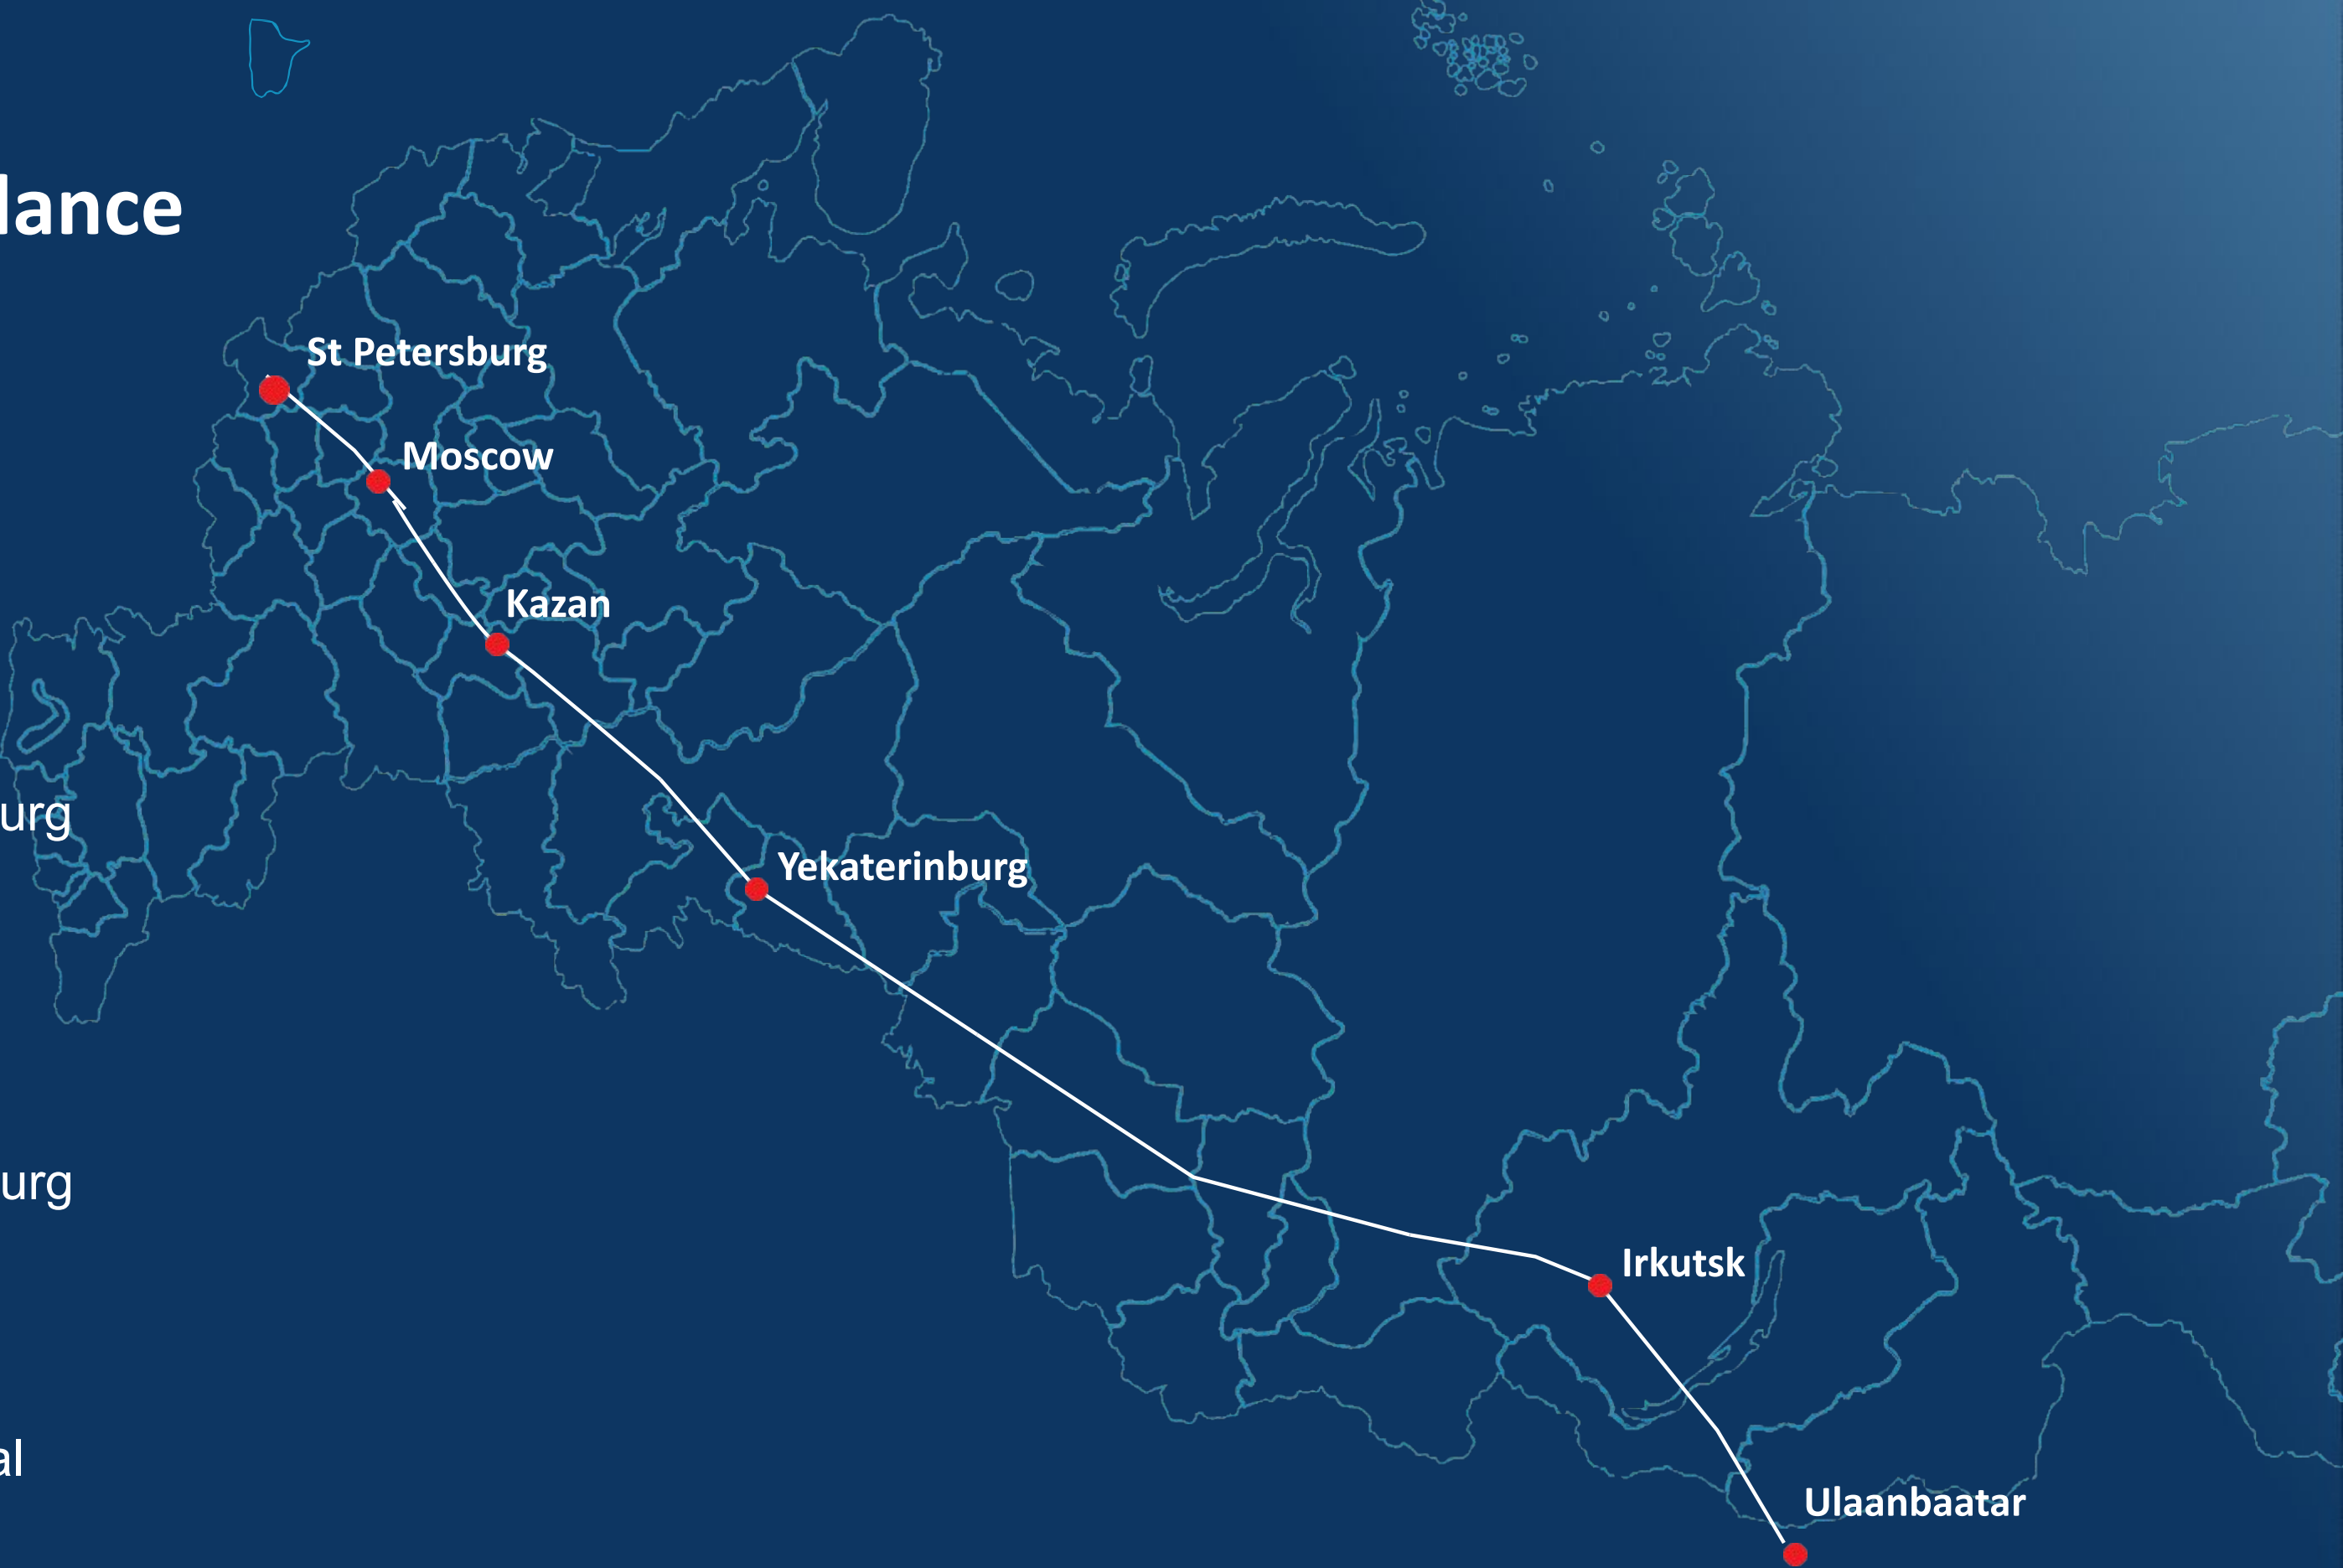 lance
St Petersburg
Moscow
Kazan
urg
Yekaterinburg
urg
Irkutsk
al
Ulaanbaatar